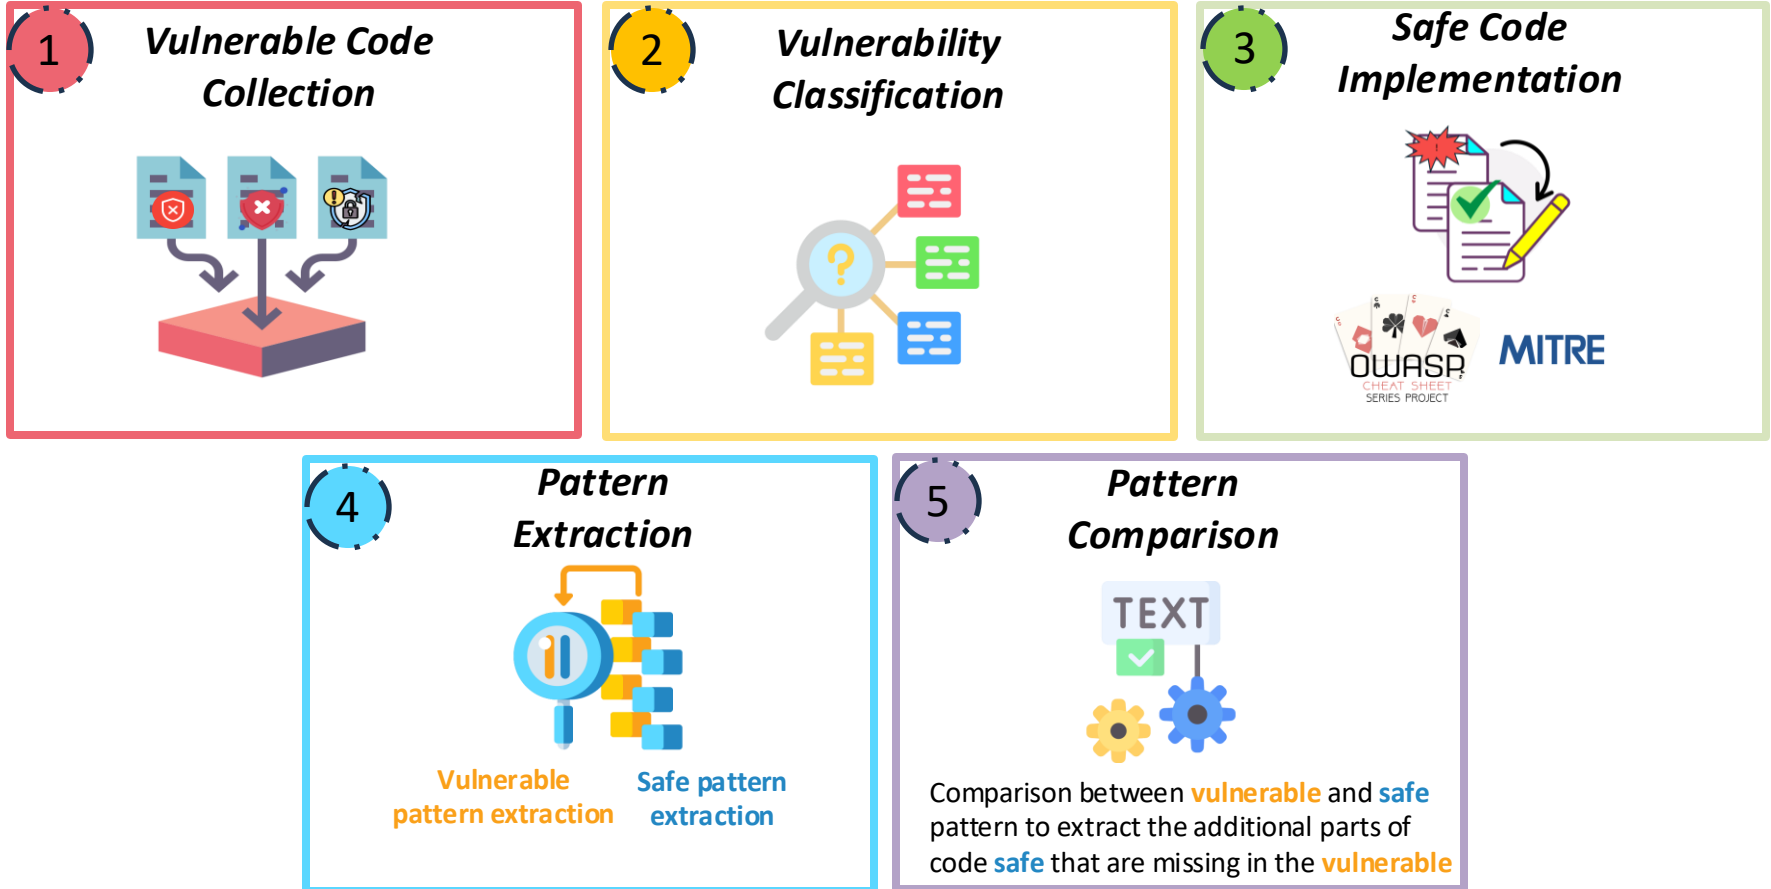 1
Vulnerable Code
Collection
2
Vulnerability
Classification
?
3
Safe Code
Implementation
!
OWASP
CHEAT SHEET
SERIES PROJECT
MITRE
4
Pattern
Extraction
Vulnerable
pattern extraction
Safe pattern
extraction
5
Pattern
Comparison
TEXT
Comparison between vulnerable and safe
pattern to extract the additional parts of
code safe that are missing in the vulnerable